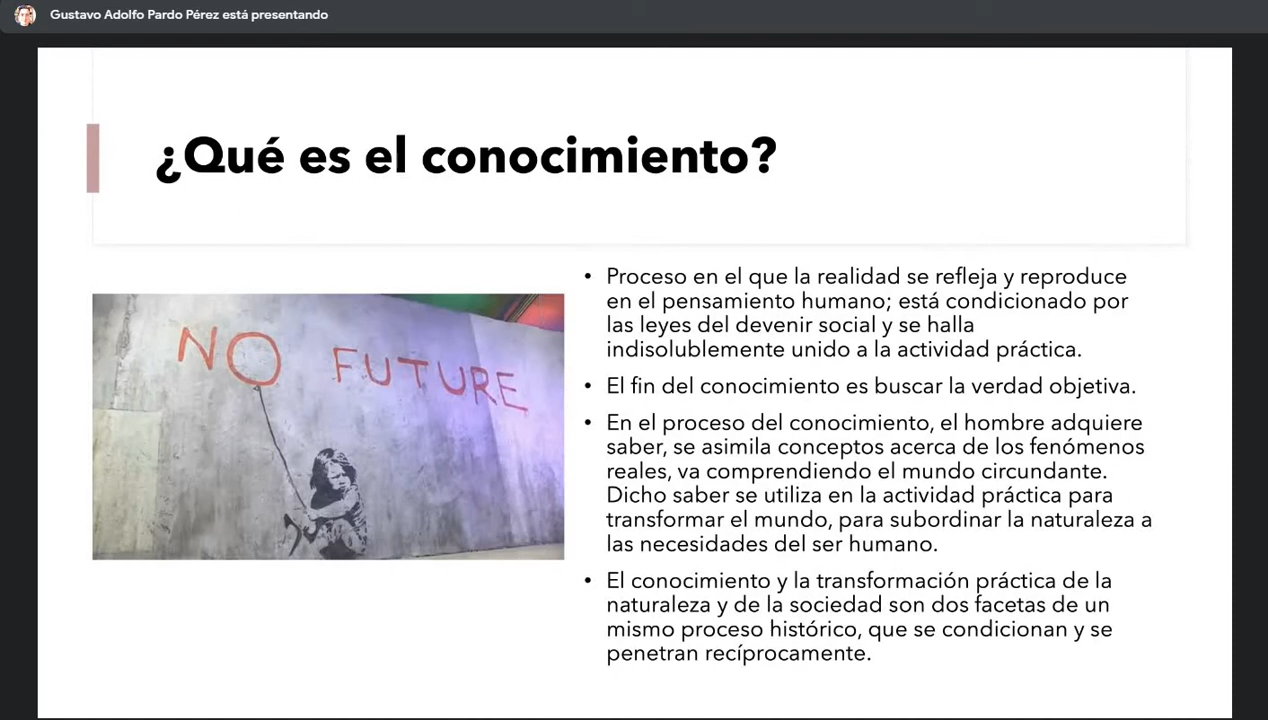 Gustavo Adolfo Pardo Pérez está presentando
¿Qué es el conocimiento?
NO FUTURE
• Proceso en el que la realidad se refleja y reproduce
en el pensamiento humano; está condicionado por
las leyes del devenir social y se halla
indisolublemente unido a la actividad práctica.
• El fin del conocimiento es buscar la verdad objetiva.
• En el proceso del conocimiento, el hombre adquiere
saber, se asimila conceptos acerca de los fenómenos
reales, va comprendiendo el mundo circundante.
Dicho saber se utiliza en la actividad práctica para
transformar el mundo, para subordinar la naturaleza a
las necesidades del ser humano.
• El conocimiento y la transformación práctica de la
naturaleza y de la sociedad son dos facetas de un
mismo proceso histórico, que se condicionan y se
penetran recíprocamente.